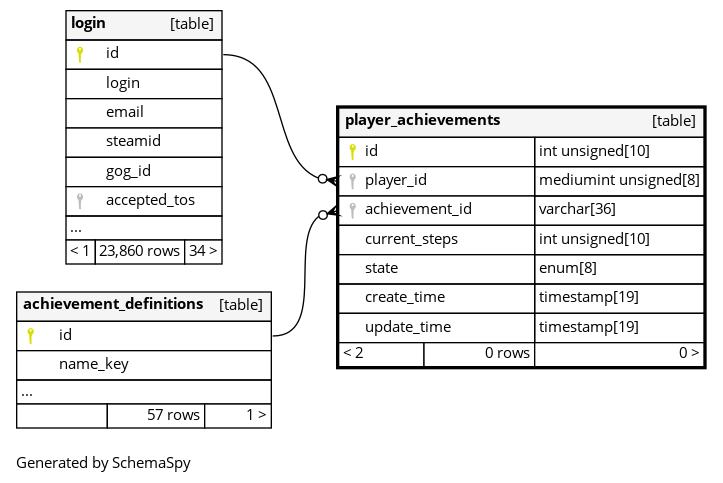 login [table]
id
login
email
steamid
gog_id
accepted_tos
...
< 1 23,860 rows 34 >
player_achievements [table]
id int unsigned[10]
player_id mediumint unsigned[8]
achievement_id varchar[36]
current_steps int unsigned[10]
state enum[8]
create_time timestamp[19]
update_time timestamp[19]
< 2 0 rows 0 >
achievement_definitions [table]
id
name_key
...
57 rows 1 >
Generated by SchemaSpy